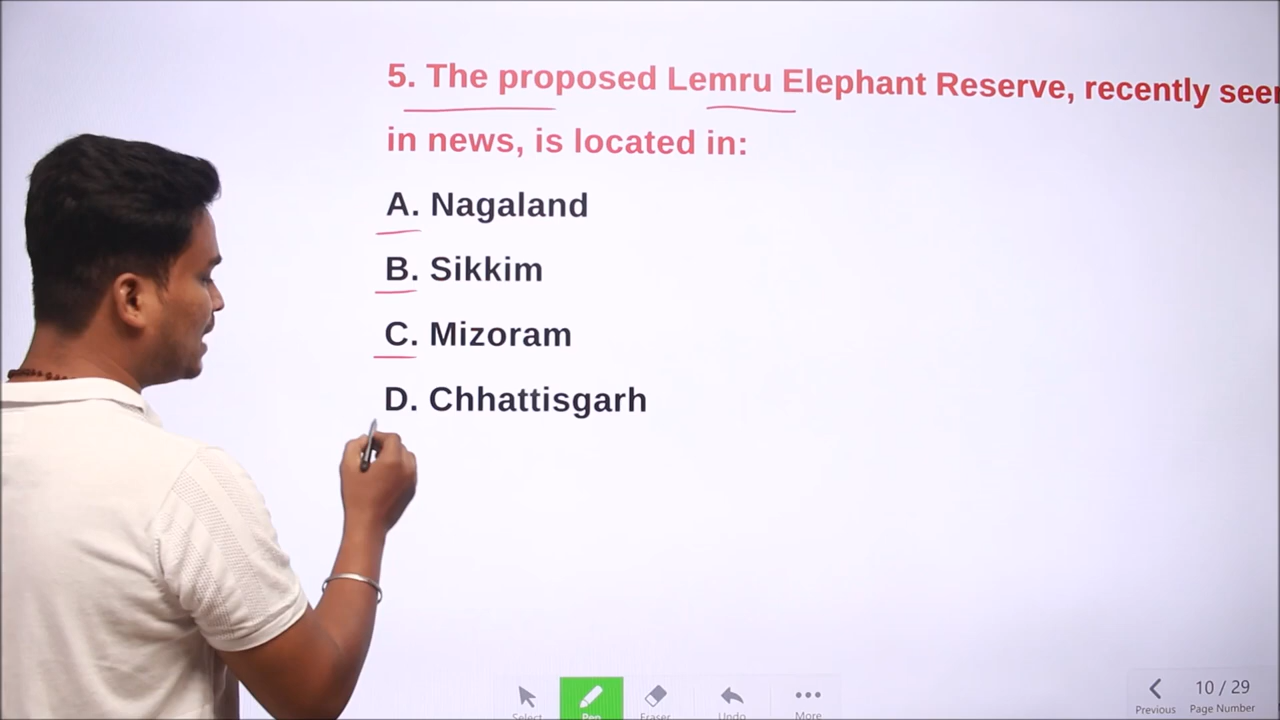 5. The proposed Lemru Elephant Reserve, recently seen
in news, is located in:
A. Nagaland
B. Sikkim
C. Mizoram
D. Chhattisgarh
Select
Pen
Eraser
Undo
More
Previous
10 / 29
Page Number